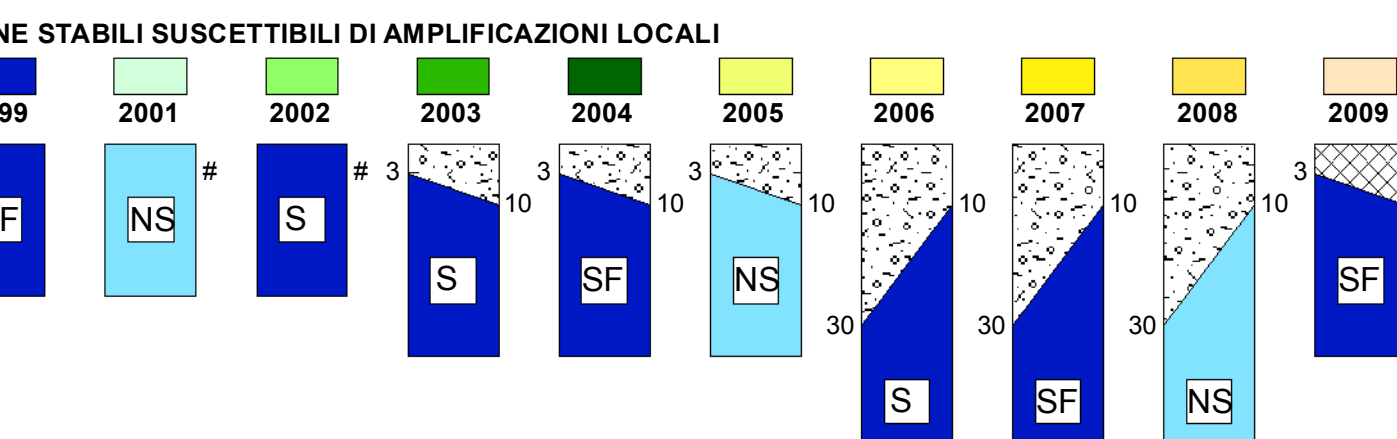 NE STABILI SUSCETTIBILI DI AMPLIFICAZIONI LOCALI
99 2001 2002 2003 2004 2005 2006 2007 2008 2009
# # 3 3 3 3
10 10 10 10 10 10
F NS S
S SF NS SF
30 30 30
S SF NS